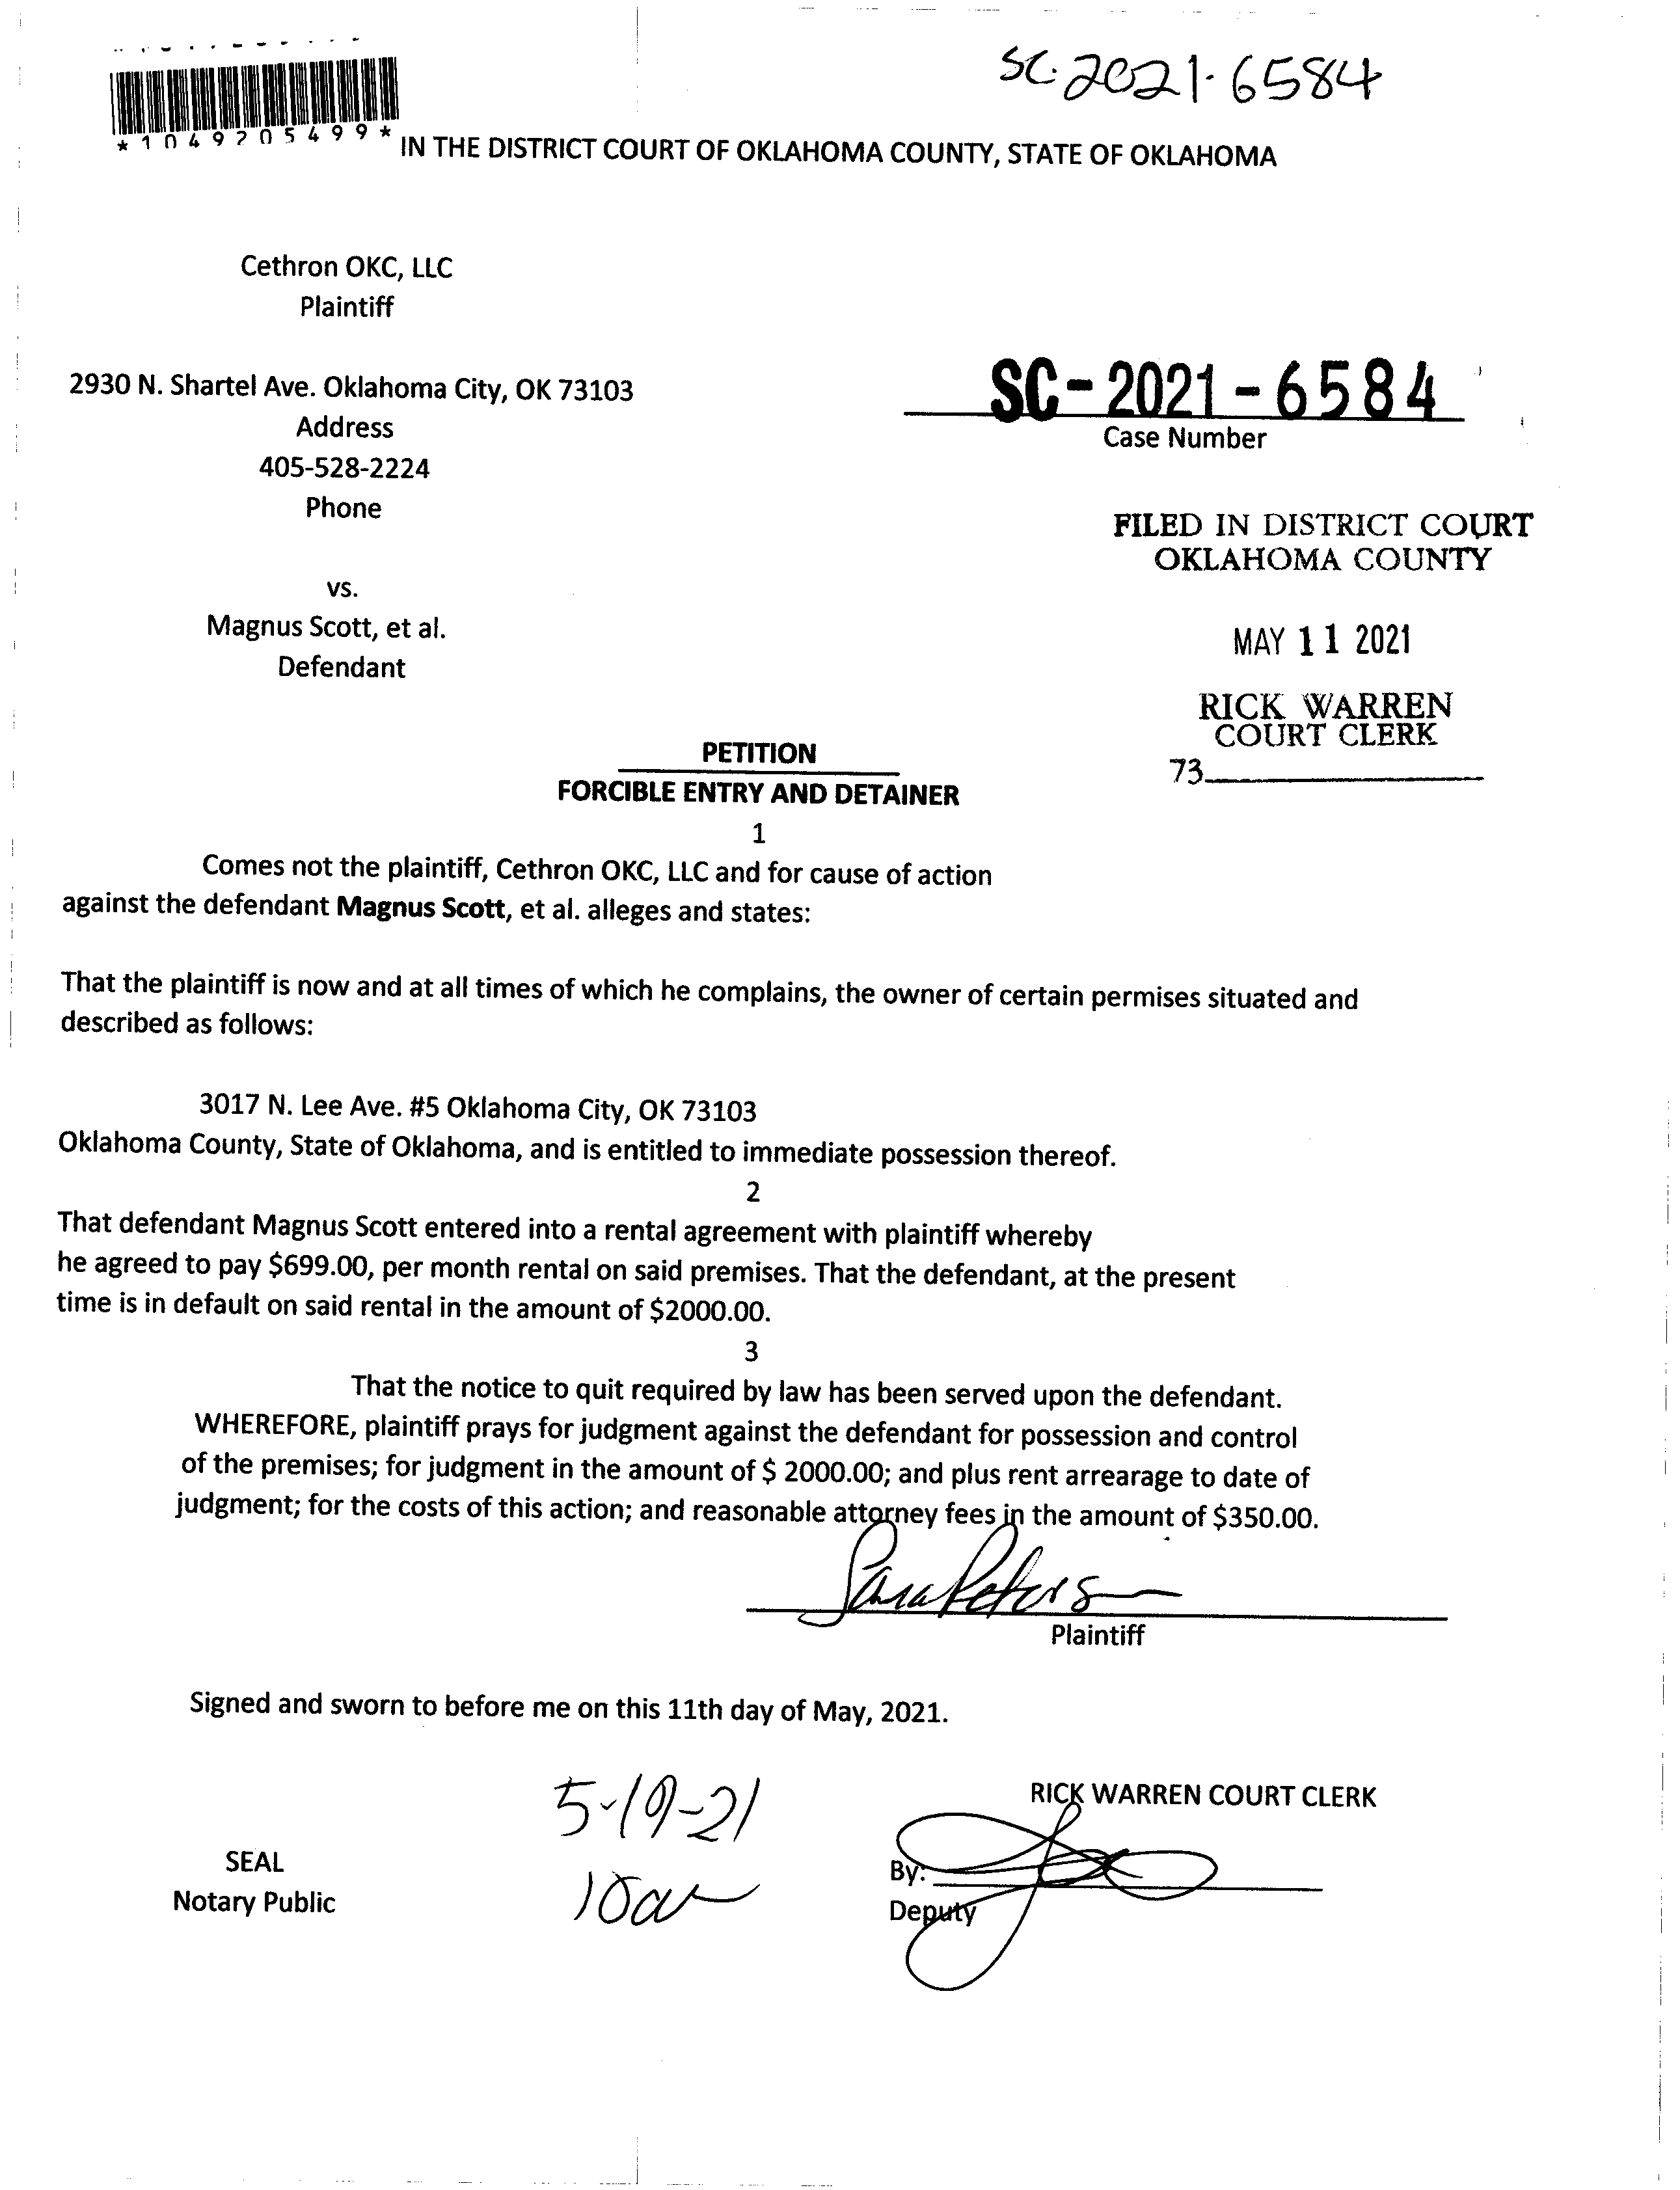 SC-2021-6584
*1049205499*
IN THE DISTRICT COURT OF OKLAHOMA COUNTY, STATE OF OKLAHOMA
Cethron OKC, LLC
Plaintiff
2930 N. Shartel Ave. Oklahoma City, OK 73103
Address
405-528-2224
Phone
SC-2021-6584
Case Number
FILED IN DISTRICT COURT
OKLAHOMA COUNTY
MAY 11 2021
RICK WARREN
COURT CLERK
73
vs.
Magnus Scott, et al.
Defendant
PETITION
FORCIBLE ENTRY AND DETAINER
1
Comes not the plaintiff, Cethron OKC, LLC and for cause of action
against the defendant Magnus Scott, et al. alleges and states:
That the plaintiff is now and at all times of which he complains, the owner of certain permises situated and
described as follows:
3017 N. Lee Ave. #5 Oklahoma City, OK 73103
Oklahoma County, State of Oklahoma, and is entitled to immediate possession thereof.
2
That defendant Magnus Scott entered into a rental agreement with plaintiff whereby
he agreed to pay $699.00, per month rental on said premises. That the defendant, at the present
time is in default on said rental in the amount of $2000.00.
3
That the notice to quit required by law has been served upon the defendant.
WHEREFORE, plaintiff prays for judgment against the defendant for possession and control
of the premises; for judgment in the amount of $ 2000.00; and plus rent arrearage to date of
judgment; for the costs of this action; and reasonable attorney fees in the amount of $350.00.
Sara Peters
Plaintiff
Signed and sworn to before me on this 11th day of May, 2021.
5-19-21
10am
RICK WARREN COURT CLERK
SEAL
Notary Public
By:
Deputy